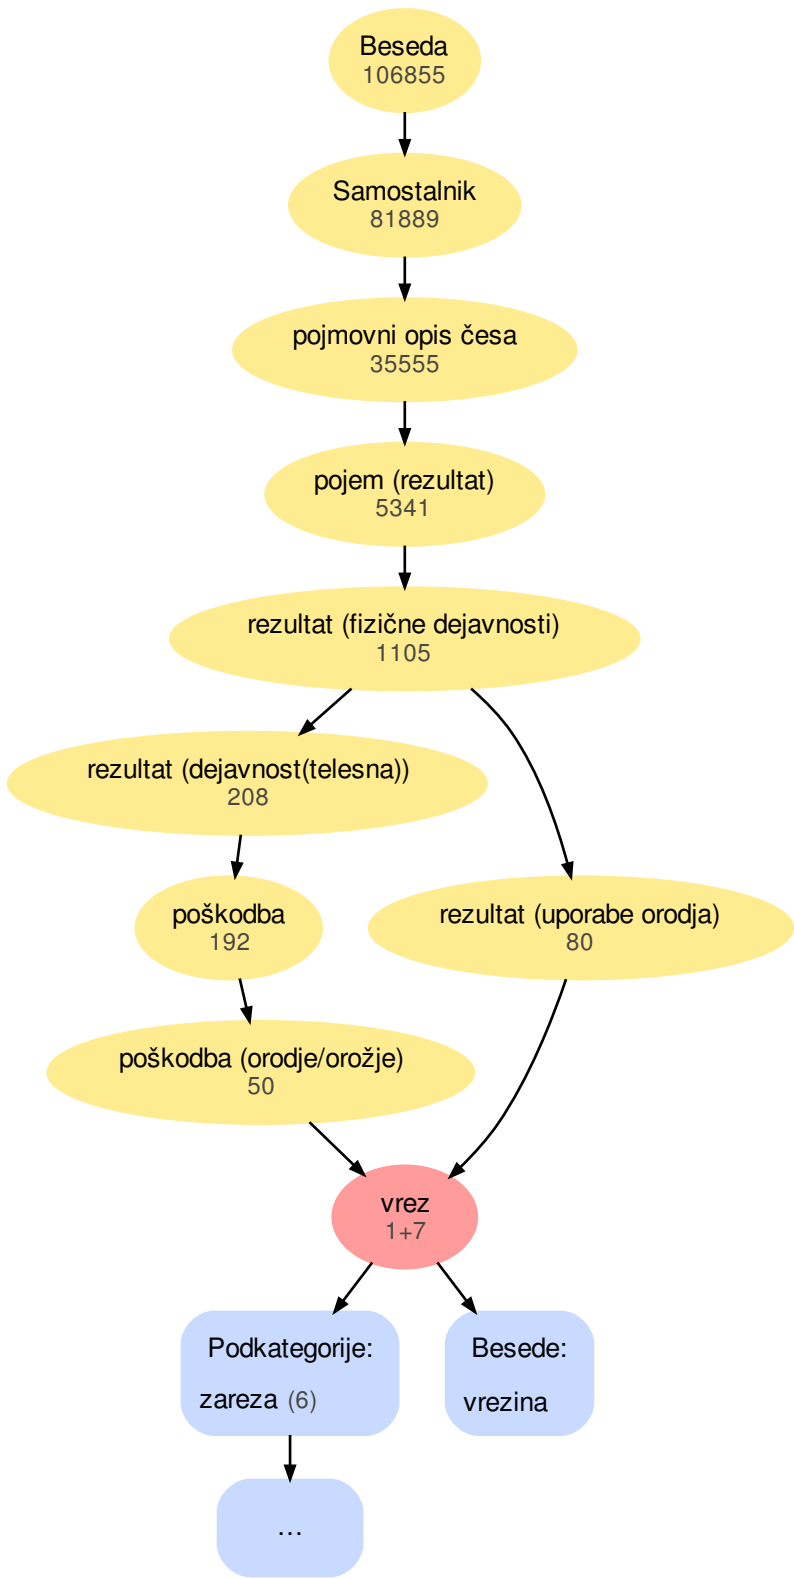 Beseda
106855
Samostalnik
81889
pojmovni opis česa
35555
pojem (rezultat)
5341
rezultat (fizične dejavnosti)
1105
rezultat (dejavnost(telesna))
208
poškodba
192
rezultat (uporabe orodja)
80
poškodba (orodje/orožje)
50
vrez
1+7
Podkategorije:
zareza (6)
Besede:
vrezina
...